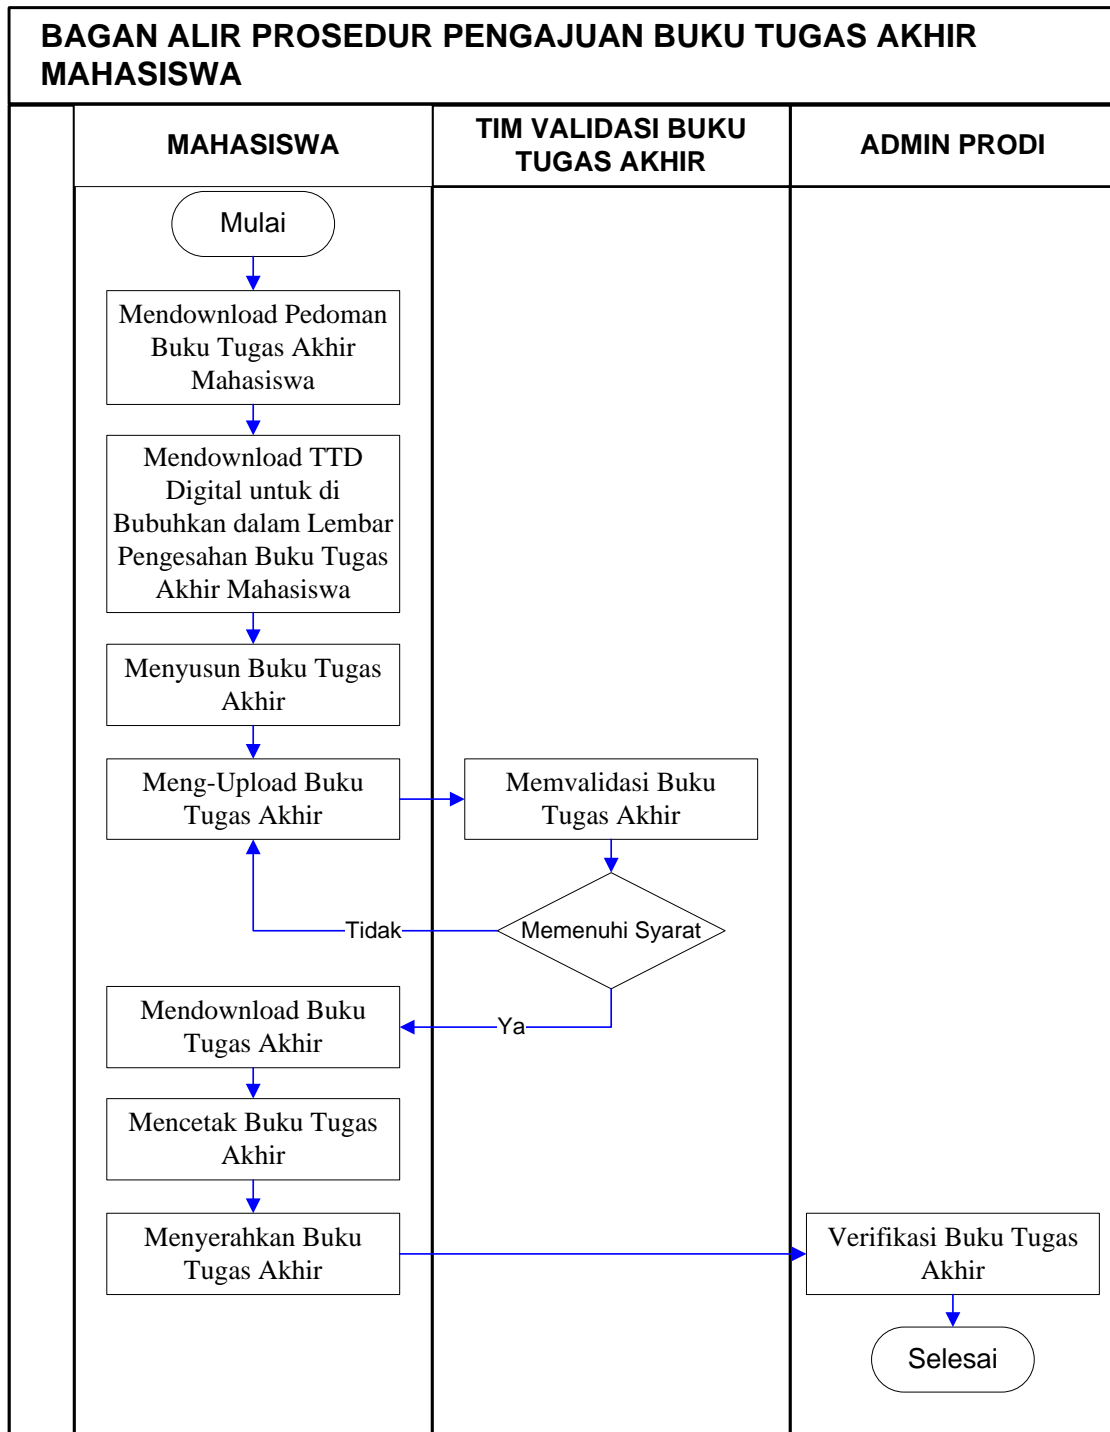 BAGAN ALIR PROSEDUR PENGAJUAN BUKU TUGAS AKHIR
MAHASISWA
MAHASISWA
TIM VALIDASI BUKU
TUGAS AKHIR
ADMIN PRODI
Mulai
Mendownload Pedoman
Buku Tugas Akhir
Mahasiswa
Mendownload TTD
Digital untuk di
Bubuhkan dalam Lembar
Pengesahan Buku Tugas
Akhir Mahasiswa
Menyusun Buku Tugas
Akhir
Meng-Upload Buku
Tugas Akhir
Memvalidasi Buku
Tugas Akhir
Tidak
Memenuhi Syarat
Mendownload Buku
Tugas Akhir
Ya
Mencetak Buku Tugas
Akhir
Menyerahkan Buku
Tugas Akhir
Verifikasi Buku Tugas
Akhir
Selesai